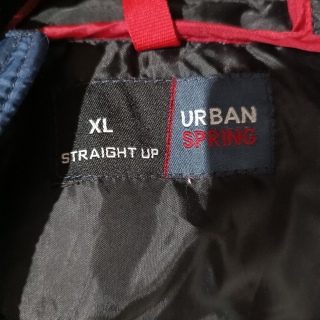 XL
STRAIGHT UP
URBAN
SPRING